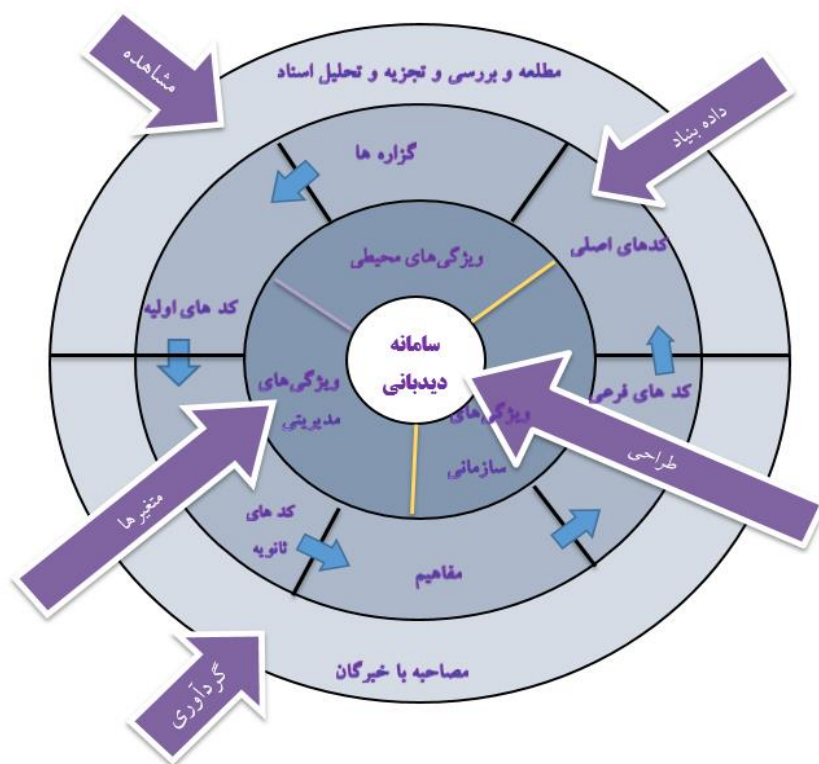 مشاهده
مطلعه و بررسی و تجزیه و تحلیل اسناد
داده بنیاد
گزاره ها
کدهای اصلی
ویژگی‌های محیطی
کد های اولیه
سامانه
دیدبانی
ویژگی‌های
مدیریتی
ویژگی‌های
سازمانی
کد های فرعی
طراحی
متغیرها
کد های
ثانویه
مفاهیم
مصاحبه با خبرگان
گردآوری